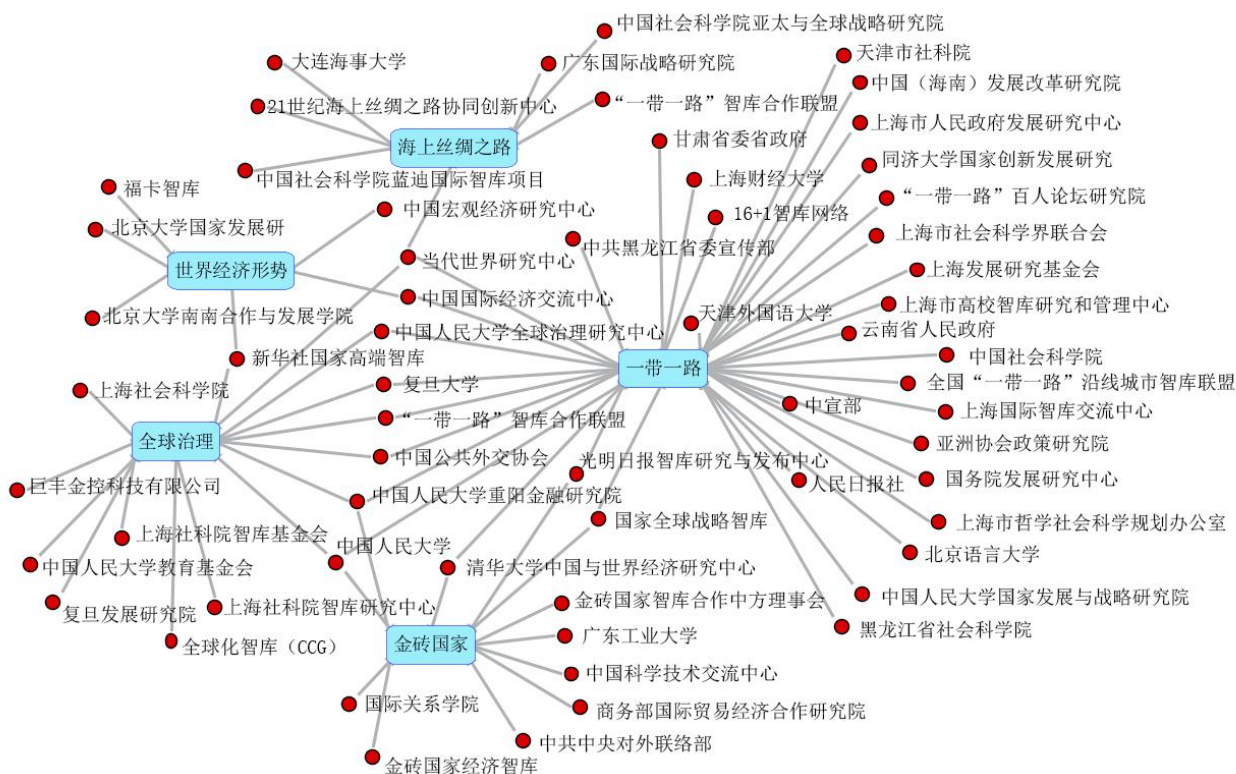 中国社会科学院亚太与全球战略研究院
大连海事大学
广东国际战略研究院
天津市社科院
中国（海南）发展改革研究院
21世纪海上丝绸之路协同创新中心
“一带一路”智库合作联盟
上海市人民政府发展研究中心
海上丝绸之路
甘肃省委省政府
同济大学国家创新发展研究
中国社会科学院蓝迪国际智库项目
上海财经大学
福卡智库
“一带一路”百人论坛研究院
中国宏观经济研究中心
16+1智库网络
北京大学国家发展研
上海市社会科学界联合会
中共黑龙江省委宣传部
当代世界研究中心
世界经济形势
上海发展研究基金会
中国国际经济交流中心
上海市高校智库研究和管理中心
北京大学南南合作与发展学院
天津外国语大学
中国人民大学全球治理研究中心
云南省人民政府
新华社国家高端智库
中国社会科学院
一带一路
上海社会科学院
复旦大学
全国“一带一路”沿线城市智库联盟
中宣部
“一带一路”智库合作联盟
上海国际智库交流中心
全球治理
亚洲协会政策研究院
中国公共外交协会
光明日报智库研究与发布中心
国务院发展研究中心
人民日报社
巨丰金控科技有限公司
中国人民大学重阳金融研究院
国家全球战略智库
上海市哲学社会科学规划办公室
上海社科院智库基金会
中国人民大学
北京语言大学
中国人民大学教育基金会
清华大学中国与世界经济研究中心
中国人民大学国家发展与战略研究院
金砖国家智库合作中方理事会
复旦发展研究院
上海社科院智库研究中心
黑龙江省社会科学院
广东工业大学
全球化智库（CCG）
金砖国家
中国科学技术交流中心
国际关系学院
商务部国际贸易经济合作研究院
中共中央对外联络部
金砖国家经济智库